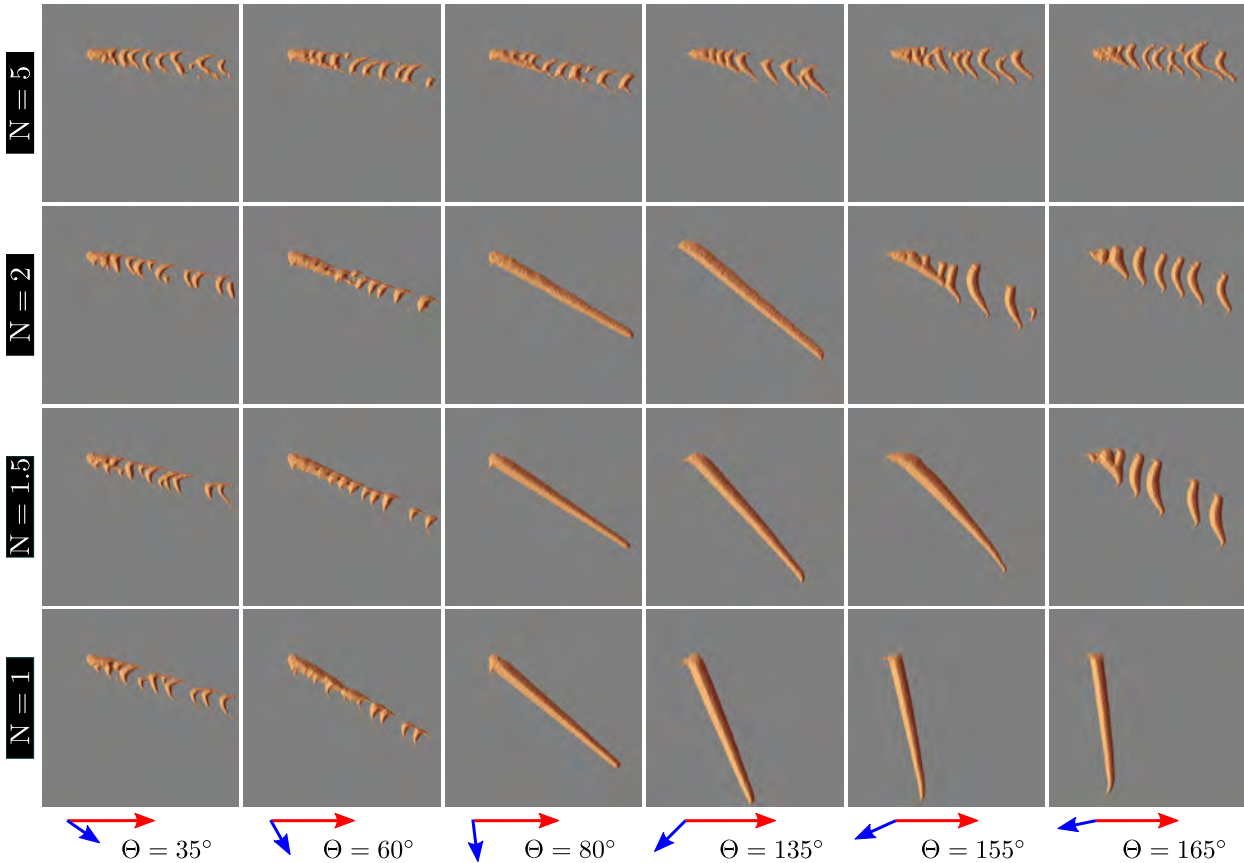 N = 5
N = 2
N = 1.5
N = 1
Θ = 35°
Θ = 60°
Θ = 80°
Θ = 135°
Θ = 155°
Θ = 165°